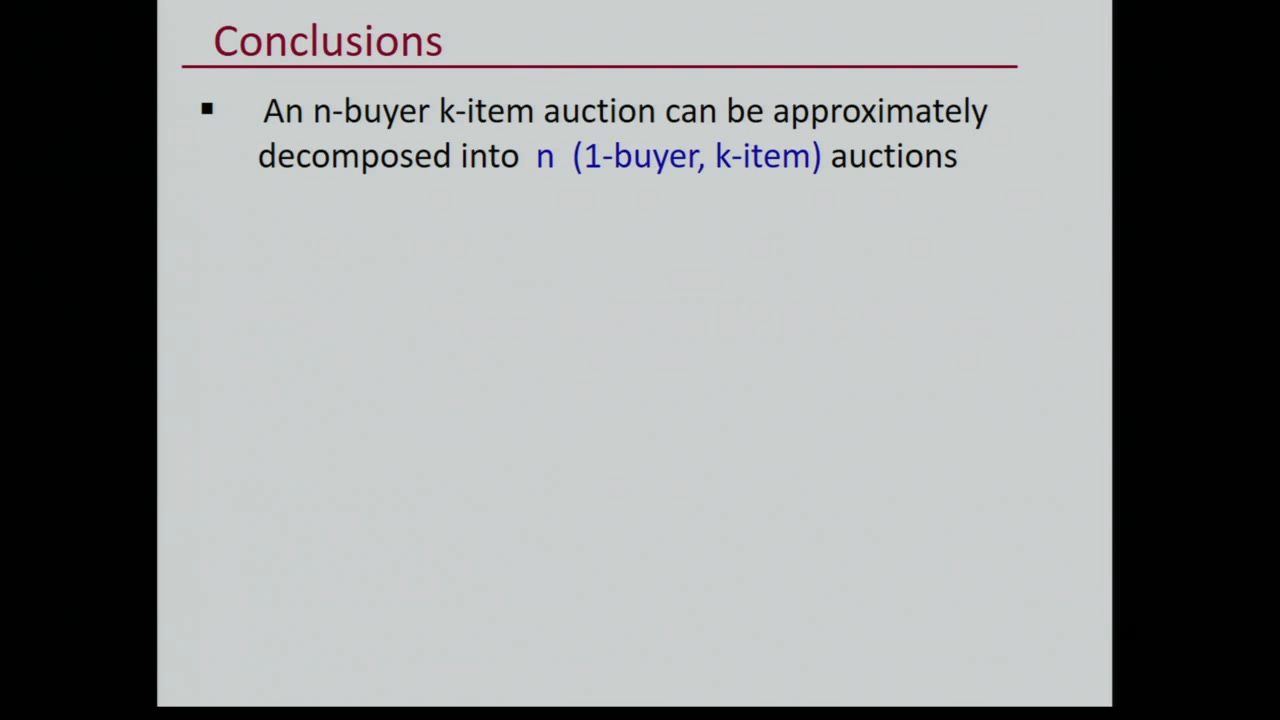 Conclusions
▪ An n-buyer k-item auction can be approximately
decomposed into n (1-buyer, k-item) auctions